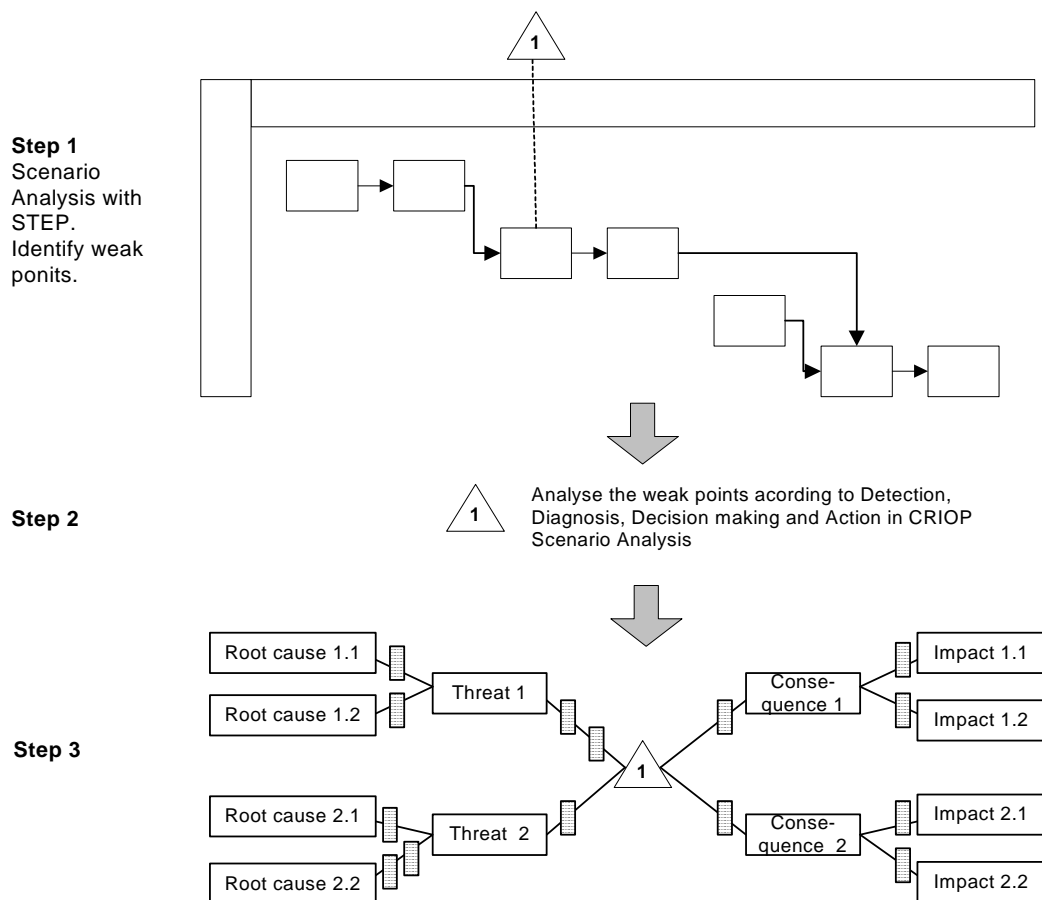 1
Step 1
Scenario
Analysis with
STEP.
Identify weak
ponits.
Step 2
1
Analyse the weak points acording to Detection,
Diagnosis, Decision making and Action in CRIOP
Scenario Analysis
Step 3
Root cause 1.1
Root cause 1.2
Threat 1
Conse-
quence 1
Impact 1.1
Impact 1.2
1
Root cause 2.1
Root cause 2.2
Threat 2
Conse-
quence 2
Impact 2.1
Impact 2.2